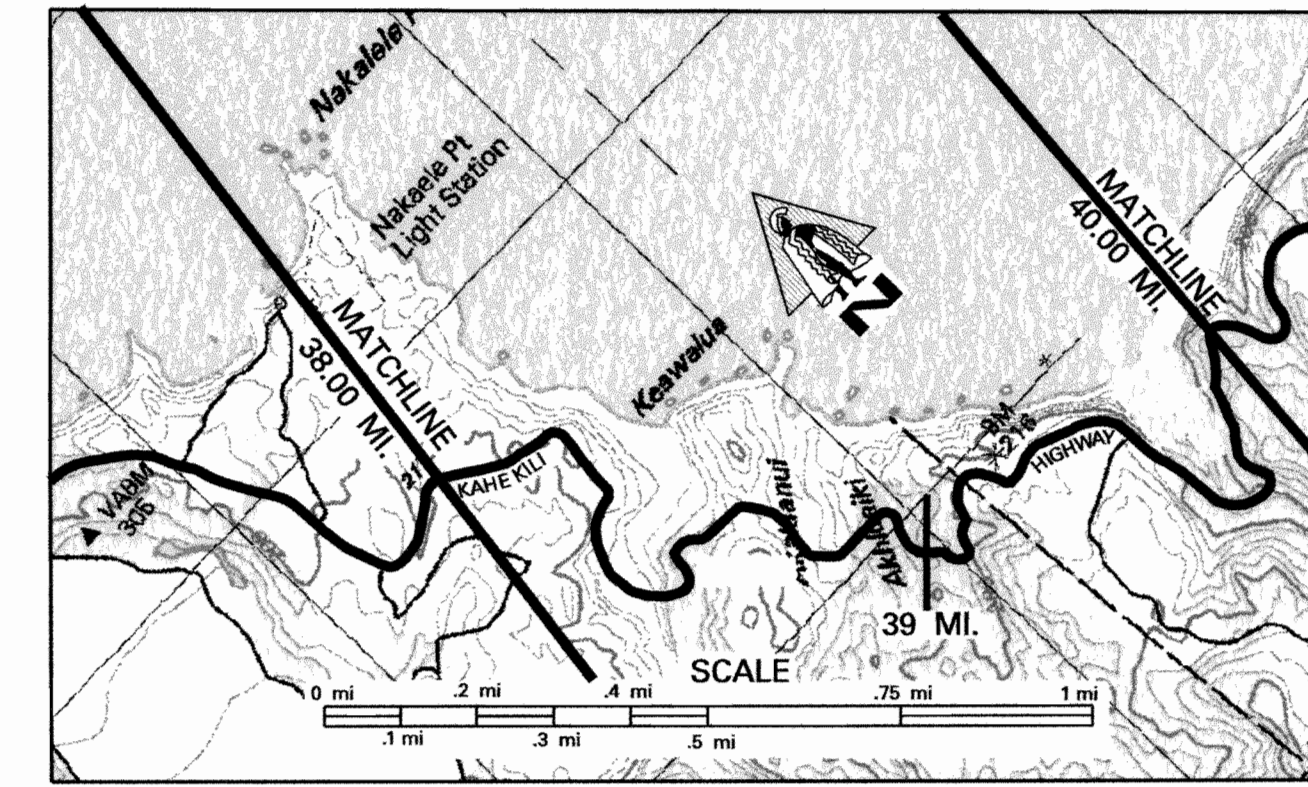 Nakalele
Nakaele Pt
Light Station
MATCHLINE
38.00 MI.
MATCHLINE
40.00 MI.
N
Keawalua
BM
216
HIGHWAY
KAHE KILI
21
VABM
306
39 MI.
SCALE
0 mi .2 mi .4 mi .75 mi 1 mi
.1 mi .3 mi .5 mi